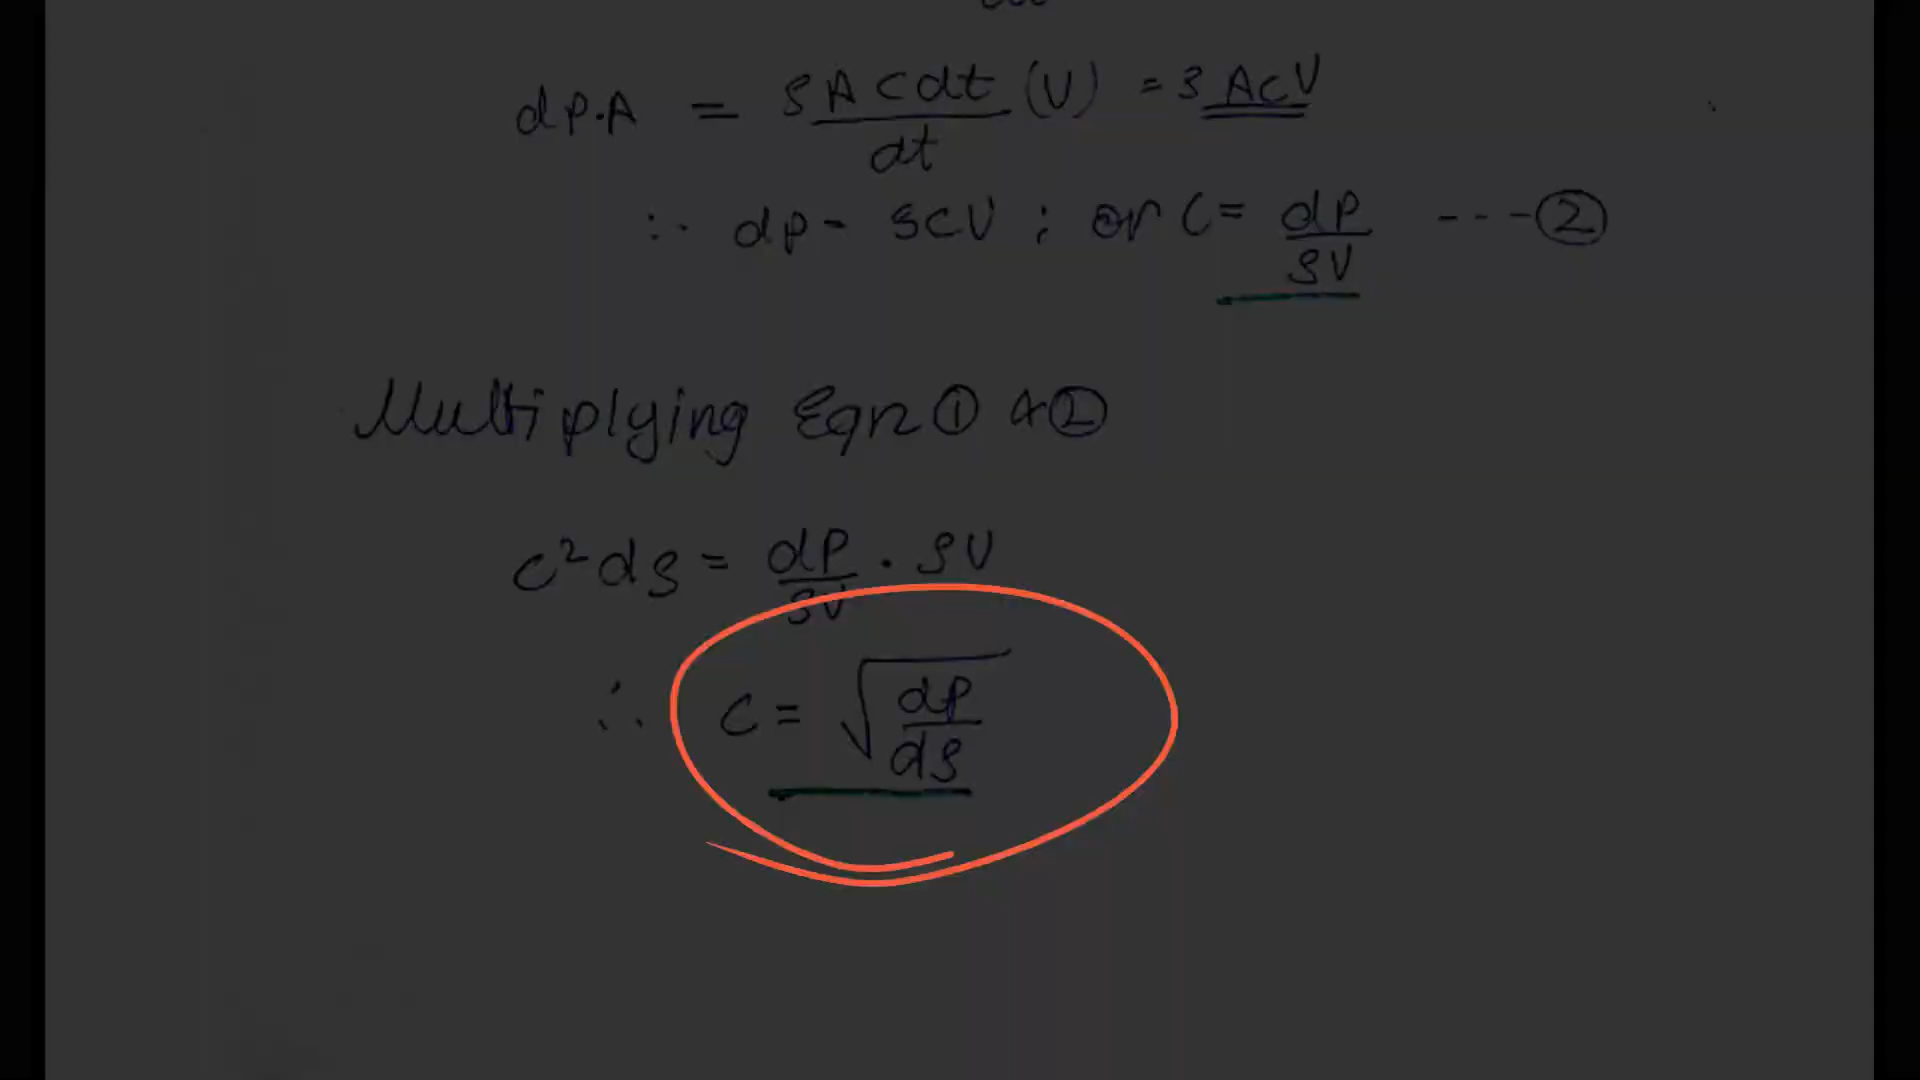 dp.A = ρAcdt/dt (V) = ρAcV
∴ dp = ρcV ; or C = dp/ρV ---②
Multiplying Eqn ① & ②
c²dρ = dp/ρV . ρV
∴ c = √dp/dρ